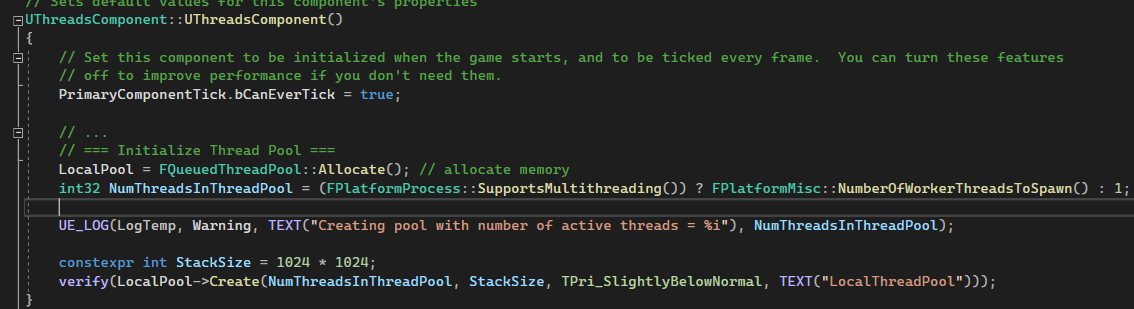 // Sets default values for this component's properties
UThreadsComponent::UThreadsComponent()
{
// Set this component to be initialized when the game starts, and to be ticked every frame.  You can turn these features
// off to improve performance if you don't need them.
PrimaryComponentTick.bCanEverTick = true;
// ...
// === Initialize Thread Pool ===
LocalPool = FQueuedThreadPool::Allocate(); // allocate memory
int32 NumThreadsInThreadPool = (FPlatformProcess::SupportsMultithreading()) ? FPlatformMisc::NumberOfWorkerThreadsToSpawn() : 1;
UE_LOG(LogTemp, Warning, TEXT("Creating pool with number of active threads = %i"), NumThreadsInThreadPool);
constexpr int StackSize = 1024 * 1024;
verify(LocalPool->Create(NumThreadsInThreadPool, StackSize, TPri_SlightlyBelowNormal, TEXT("LocalThreadPool")));
}